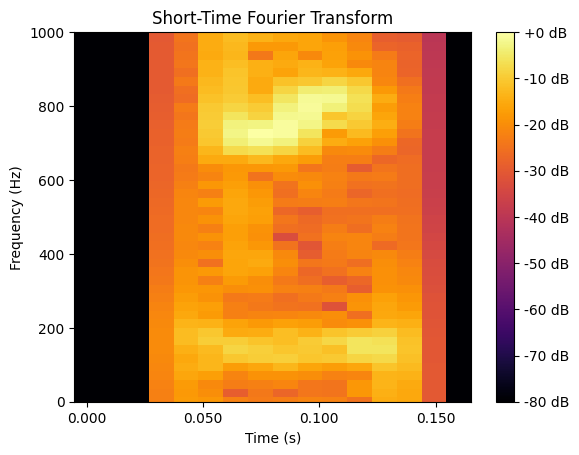 Short-Time Fourier Transform
1000
800
600
400
200
0
Frequency (Hz)
0.000
0.050
0.100
0.150
Time (s)
+0 dB
-10 dB
-20 dB
-30 dB
-40 dB
-50 dB
-60 dB
-70 dB
-80 dB